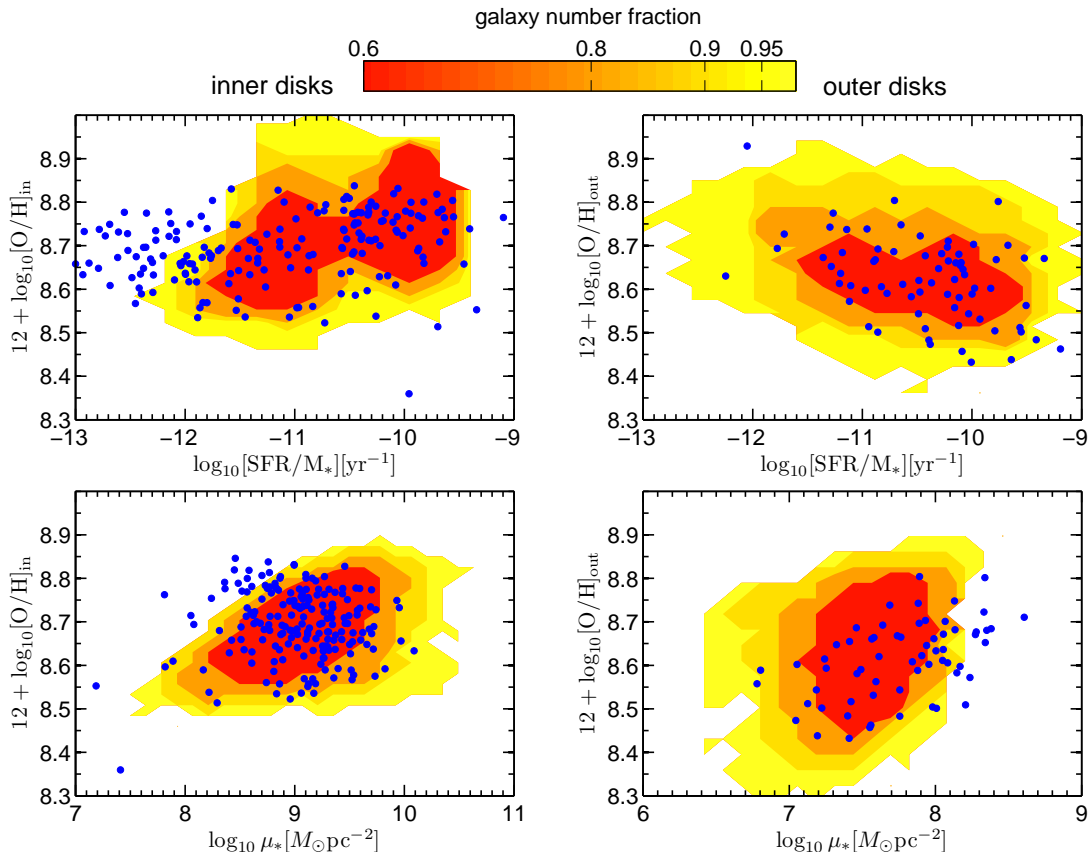 galaxy number fraction
0.6 0.8 0.9 0.95
inner disks outer disks
8.9
8.8
8.7
8.6
8.5
8.4
8.3
12 + log₁₀[O/H]in
−13 −12 −11 −10 −9
log₁₀[SFR/M*][yr⁻¹]
8.9
8.8
8.7
8.6
8.5
8.4
8.3
12 + log₁₀[O/H]out
−13 −12 −11 −10 −9
log₁₀[SFR/M*][yr⁻¹]
8.9
8.8
8.7
8.6
8.5
8.4
8.3
12 + log₁₀[O/H]in
7 8 9 10 11
log₁₀ μ*[M⊙pc⁻²]
8.9
8.8
8.7
8.6
8.5
8.4
8.3
12 + log₁₀[O/H]out
6 7 8 9
log₁₀ μ*[M⊙pc⁻²]